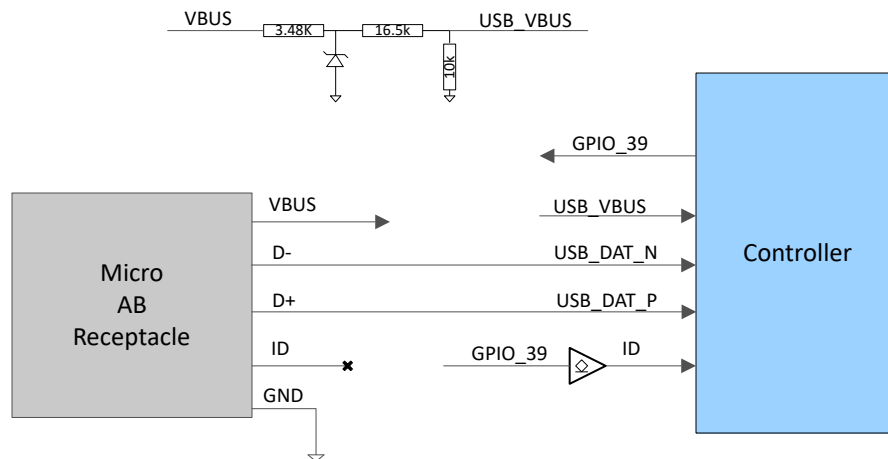 VBUS
3.48K
16.5k
USB_VBUS
10k
GPIO_39
VBUS
USB_VBUS
D-
USB_DAT_N
Micro
AB
Receptacle
Controller
D+
USB_DAT_P
ID
GPIO_39
ID
GND